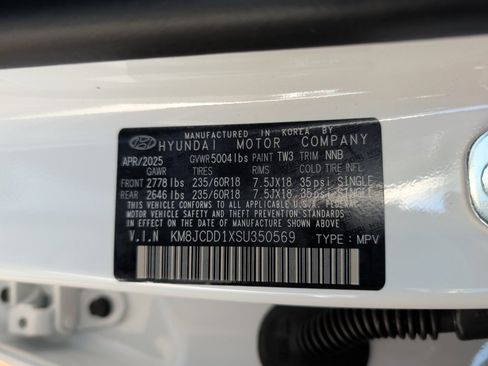 MANUFACTURED IN KOREA BY
HYUNDAI MOTOR COMPANY
APR/2025 GVWR 5004lbs PAINT TW3 TRIM NNB
GAWR TIRES RIMS COLD TIRE INFL
FRONT 2778 lbs 235/60R18 7.5JX18 35psi SINGLE
REAR 2646 lbs 235/60R18 7.5JX18 35psi SINGLE
THIS VEHICLE CONFORMS TO ALL APPLICABLE U.S.A. FEDERAL
MOTOR VEHICLE SAFETY AND THEFT PREVENTION STANDARDS
IN EFFECT ON THE DATE OF MANUFACTURE SHOWN ABOVE.
V.I.N KM8JCDD1XSU350569 TYPE : MPV